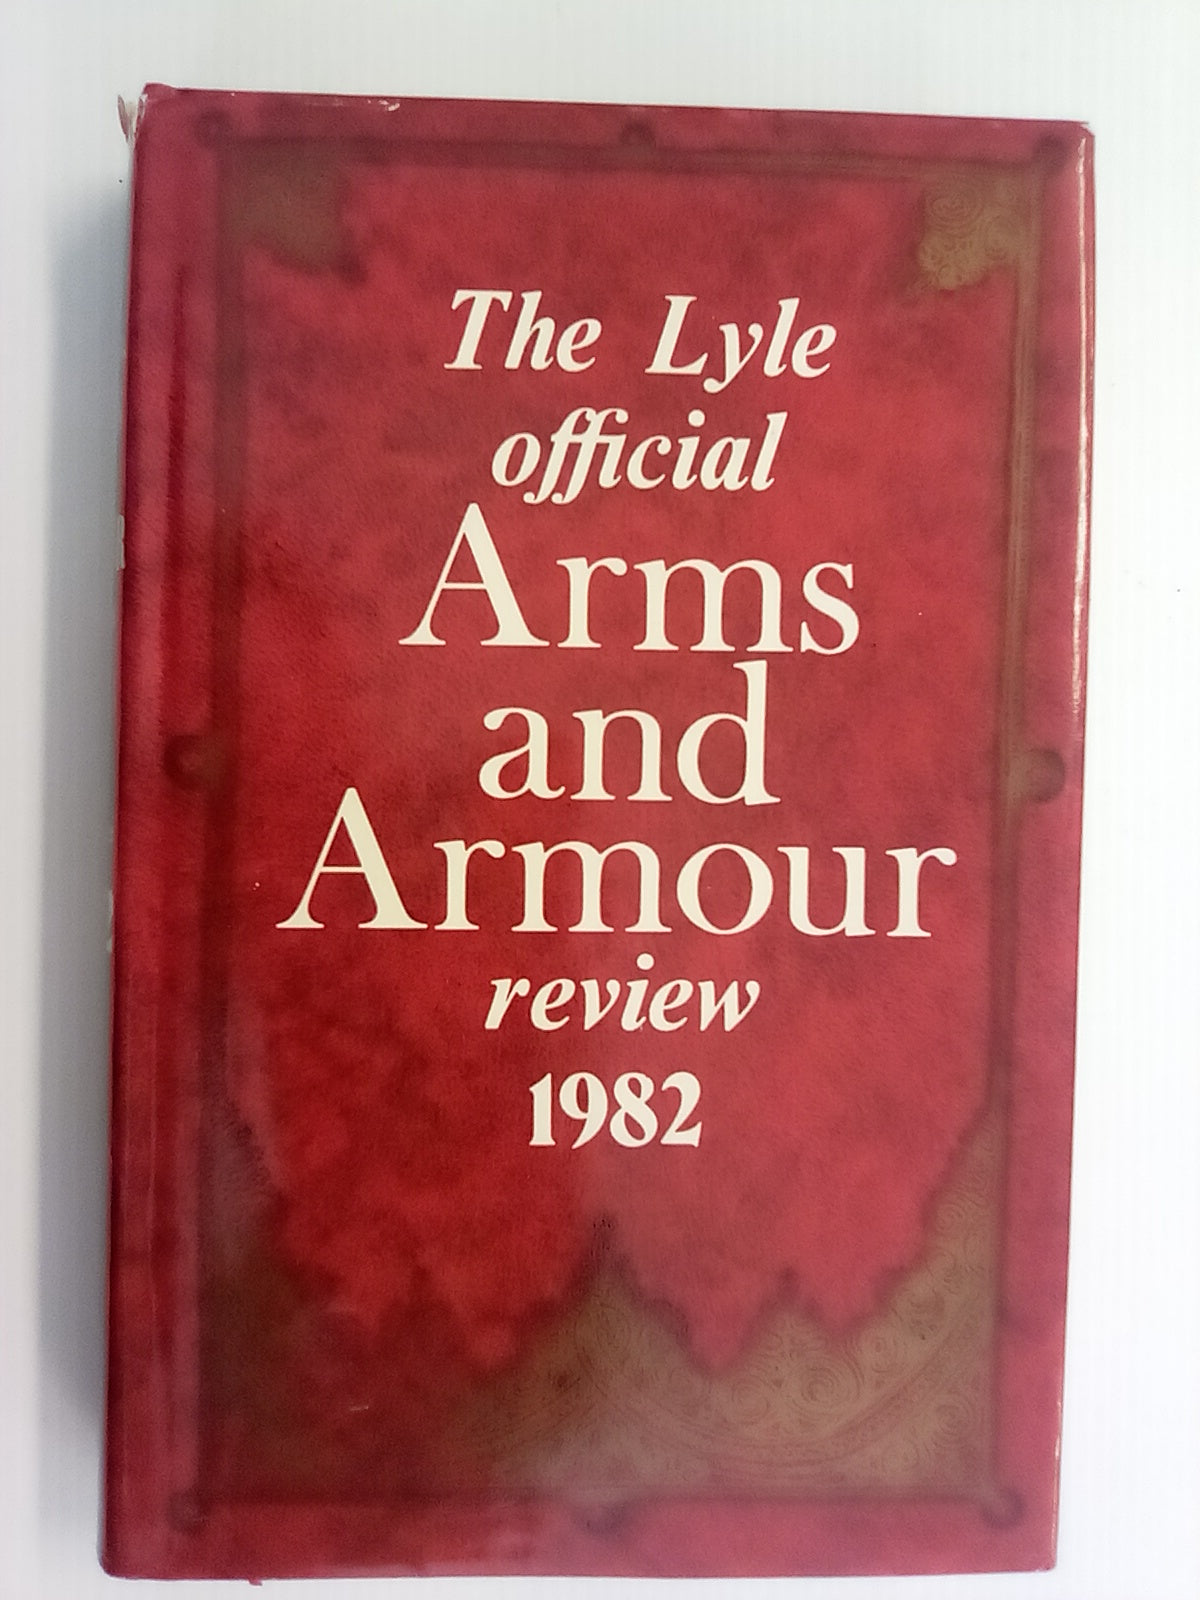 The Lyle
official
Arms
and
Armour
review
1982